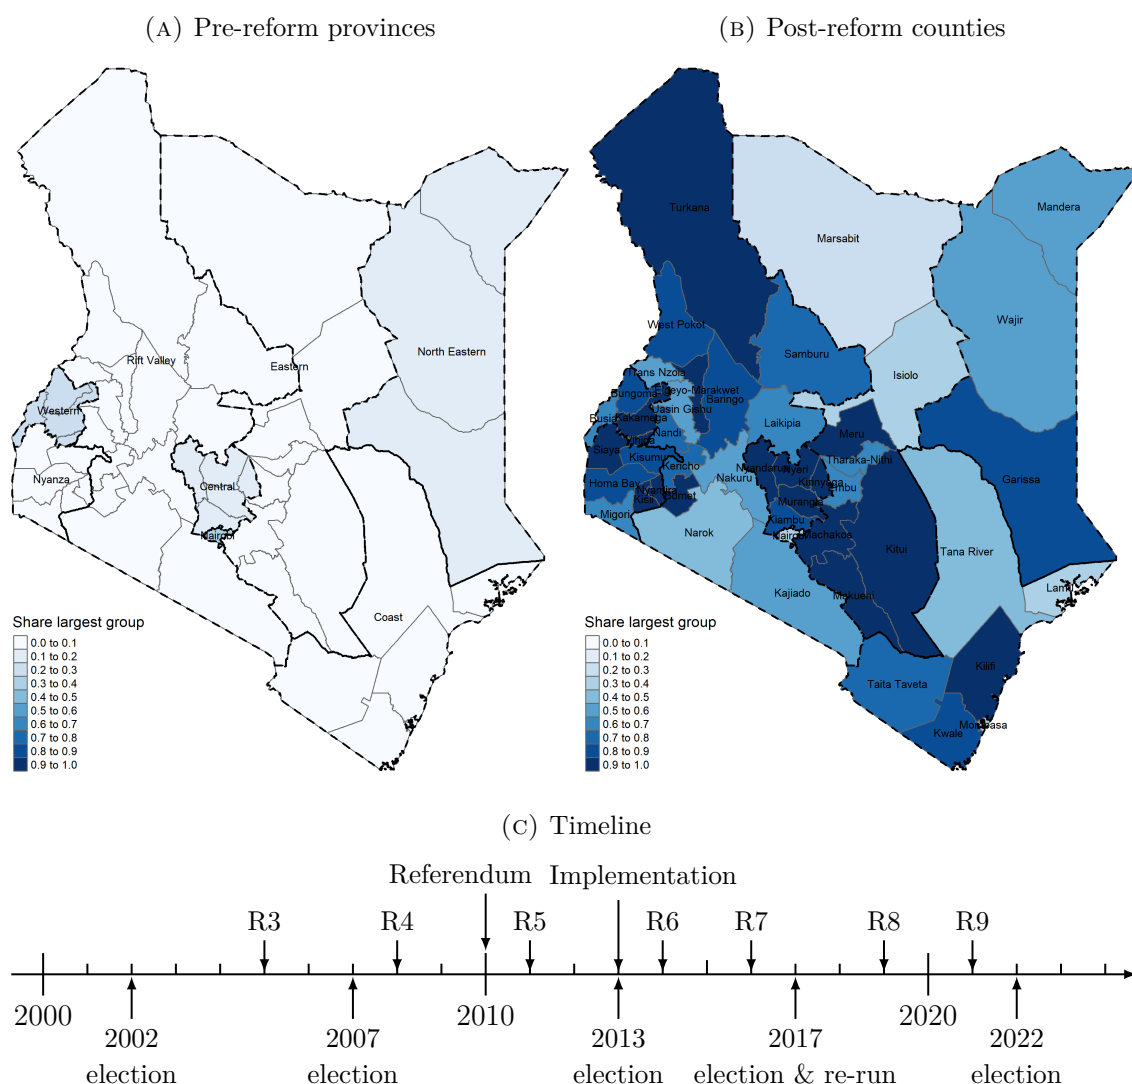 (A) Pre-reform provinces
Rift Valley
Eastern
North Eastern
Western
Nyanza
Central
Nairobi
Coast
Share largest group
0.0 to 0.1
0.1 to 0.2
0.2 to 0.3
0.3 to 0.4
0.4 to 0.5
0.5 to 0.6
0.6 to 0.7
0.7 to 0.8
0.8 to 0.9
0.9 to 1.0
(B) Post-reform counties
Turkana
Marsabit
Mandera
Wajir
West Pokot
Samburu
Isiolo
Trans Nzoia
Elgeyo-Marakwet
Bungoma
Baringo
Uasin Gishu
Busia
Kakamega
Laikipia
Nandi
Meru
Vihiga
Siaya
Kisumu
Tharaka-Nithi
Kericho
Nyandarua
Nyeri
Nakuru
Garissa
Homa Bay
Kirinyaga
Nyamira
Embu
Kisii
Bomet
Murang'a
Migori
Kiambu
Narok
Nairobi
Machakos
Kitui
Tana River
Kajiado
Makueni
Lamu
Kilifi
Taita Taveta
Mombasa
Kwale
Share largest group
0.0 to 0.1
0.1 to 0.2
0.2 to 0.3
0.3 to 0.4
0.4 to 0.5
0.5 to 0.6
0.6 to 0.7
0.7 to 0.8
0.8 to 0.9
0.9 to 1.0
(C) Timeline
Referendum Implementation
R3 R4 R5 R6 R7 R8 R9
2000 2010 2020
2002 2007 2013 2017 2022
election election election election & re-run election